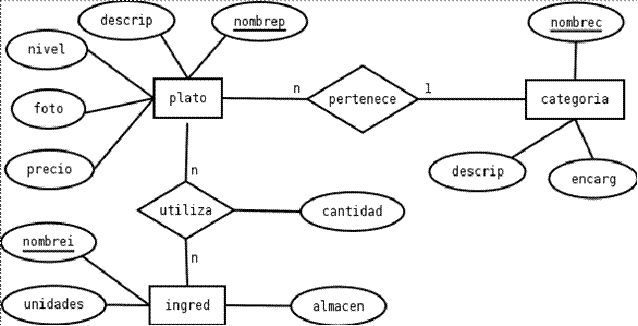 descrip
nombrep
nombrec
nivel
plato
n
pertenece
1
categoria
foto
precio
descrip
encarg
n
utiliza
cantidad
nombrei
n
unidades
ingred
almacen